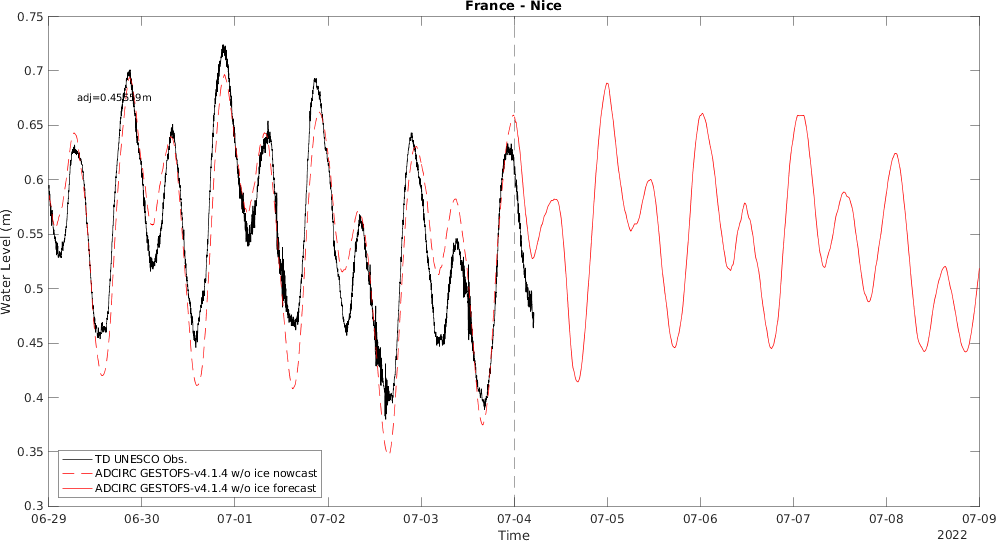 France - Nice
0.75
0.7
0.65
0.6
0.55
0.5
0.45
0.4
0.35
0.3
Water Level (m)
adj=0.45559m
TD UNESCO Obs.
ADCIRC GESTOFS-v4.1.4 w/o ice nowcast
ADCIRC GESTOFS-v4.1.4 w/o ice forecast
06-29 06-30 07-01 07-02 07-03 07-04 07-05 07-06 07-07 07-08 07-09
Time
2022